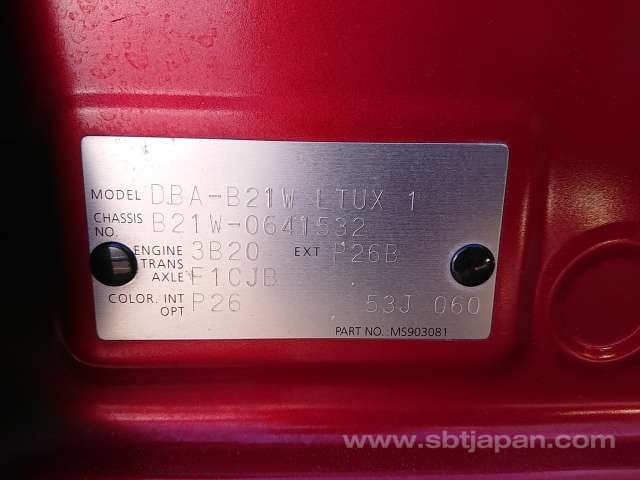 MODEL DBA-B21W LTUX 1
CHASSIS NO. B21W-0641532
ENGINE 3B20 EXT P26B
TRANS AXLE F1CJB
COLOR. INT OPT P26 53J 060
PART NO.: MS903081
www.sbtjapan.com